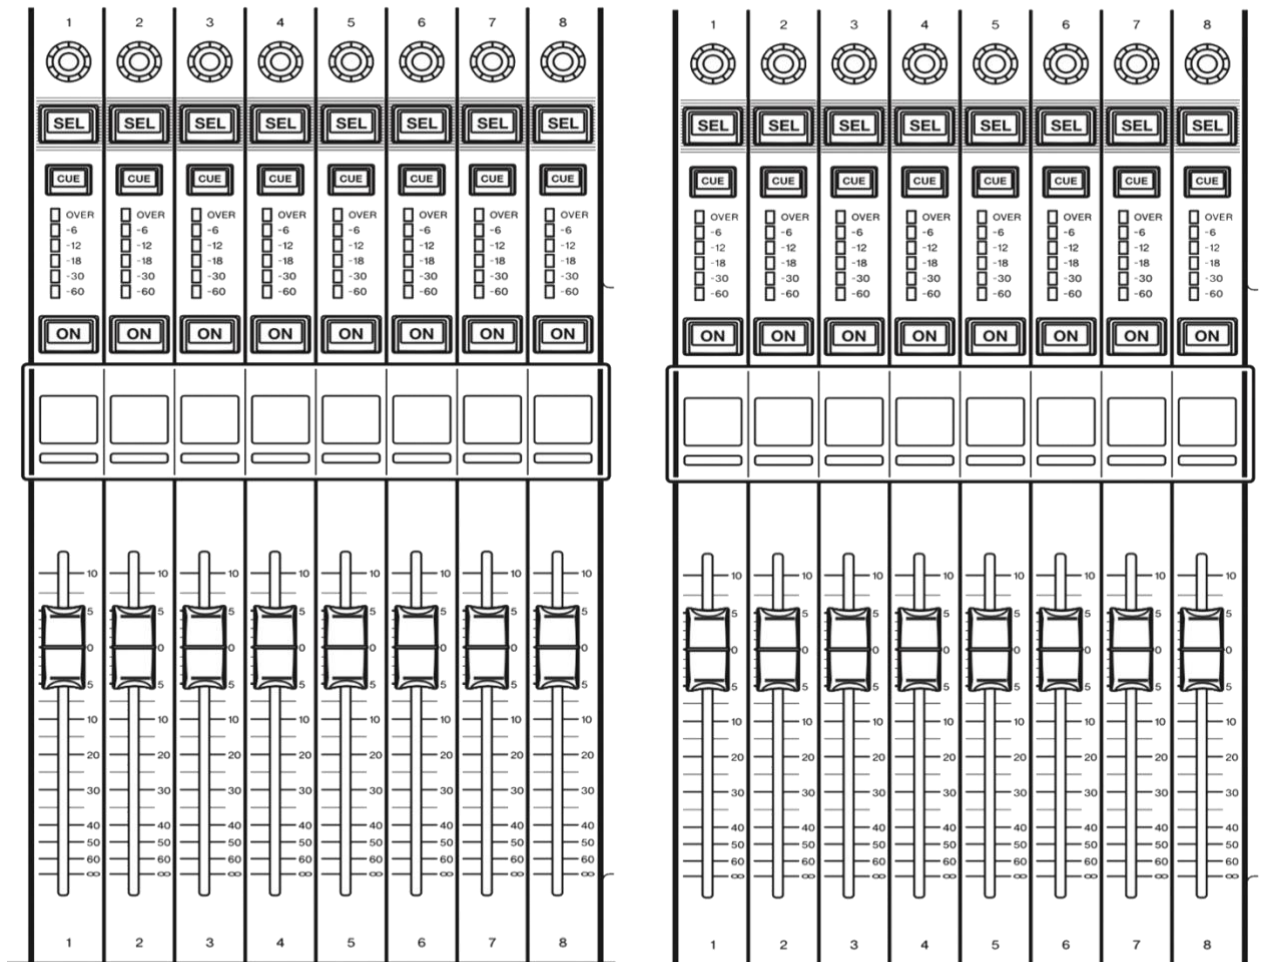 1 2 3 4 5 6 7 8 1 2 3 4 5 6 7 8
SEL SEL SEL SEL SEL SEL SEL SEL SEL SEL SEL SEL SEL SEL SEL SEL
CUE CUE CUE CUE CUE CUE CUE CUE CUE CUE CUE CUE CUE CUE CUE CUE
OVER OVER OVER OVER OVER OVER OVER OVER OVER OVER OVER OVER OVER OVER OVER OVER
-6 -6 -6 -6 -6 -6 -6 -6 -6 -6 -6 -6 -6 -6 -6 -6
-12 -12 -12 -12 -12 -12 -12 -12 -12 -12 -12 -12 -12 -12 -12 -12
-18 -18 -18 -18 -18 -18 -18 -18 -18 -18 -18 -18 -18 -18 -18 -18
-30 -30 -30 -30 -30 -30 -30 -30 -30 -30 -30 -30 -30 -30 -30 -30
-60 -60 -60 -60 -60 -60 -60 -60 -60 -60 -60 -60 -60 -60 -60 -60
ON ON ON ON ON ON ON ON ON ON ON ON ON ON ON ON
10 10 10 10 10 10 10 10 10 10 10 10 10 10 10 10
5 5 5 5 5 5 5 5 5 5 5 5 5 5 5 5
0 0 0 0 0 0 0 0 0 0 0 0 0 0 0 0
5 5 5 5 5 5 5 5 5 5 5 5 5 5 5 5
10 10 10 10 10 10 10 10 10 10 10 10 10 10 10 10
20 20 20 20 20 20 20 20 20 20 20 20 20 20 20 20
30 30 30 30 30 30 30 30 30 30 30 30 30 30 30 30
40 40 40 40 40 40 40 40 40 40 40 40 40 40 40 40
50 50 50 50 50 50 50 50 50 50 50 50 50 50 50 50
60 60 60 60 60 60 60 60 60 60 60 60 60 60 60 60
∞ ∞ ∞ ∞ ∞ ∞ ∞ ∞ ∞ ∞ ∞ ∞ ∞ ∞ ∞ ∞
1 2 3 4 5 6 7 8 1 2 3 4 5 6 7 8